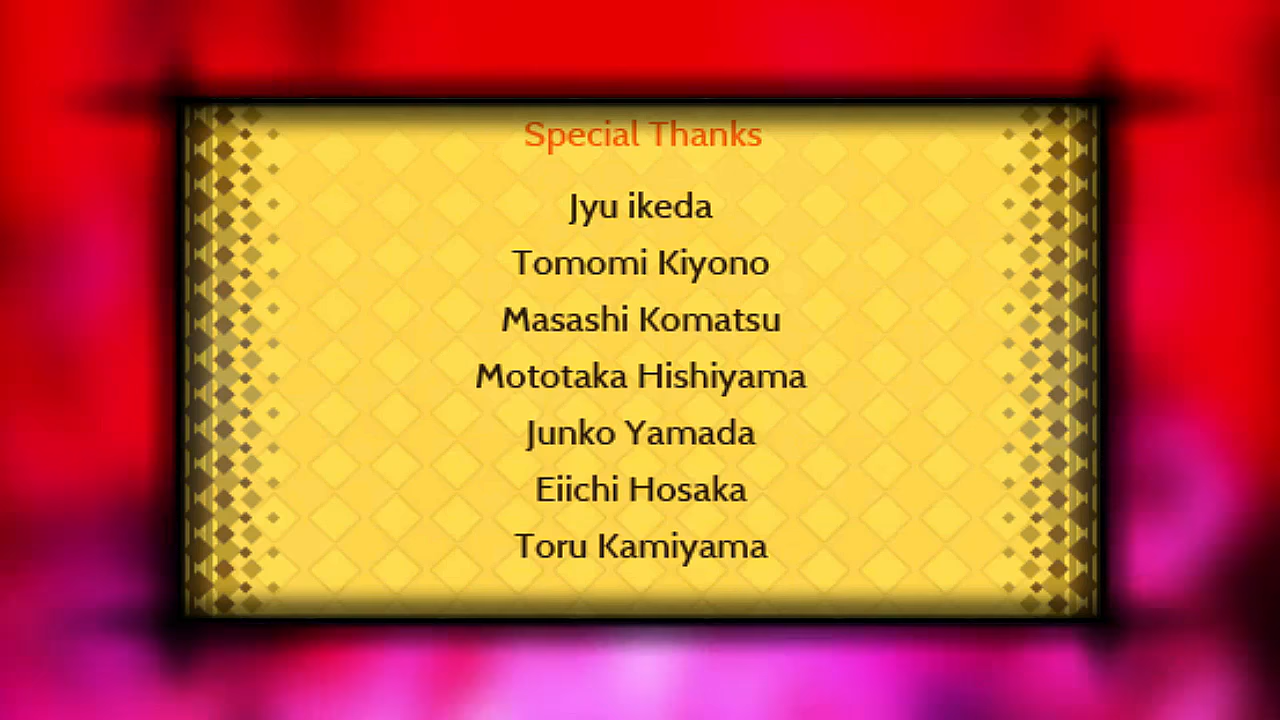 Special Thanks
Jyu ikeda
Tomomi Kiyono
Masashi Komatsu
Mototaka Hishiyama
Junko Yamada
Eiichi Hosaka
Toru Kamiyama